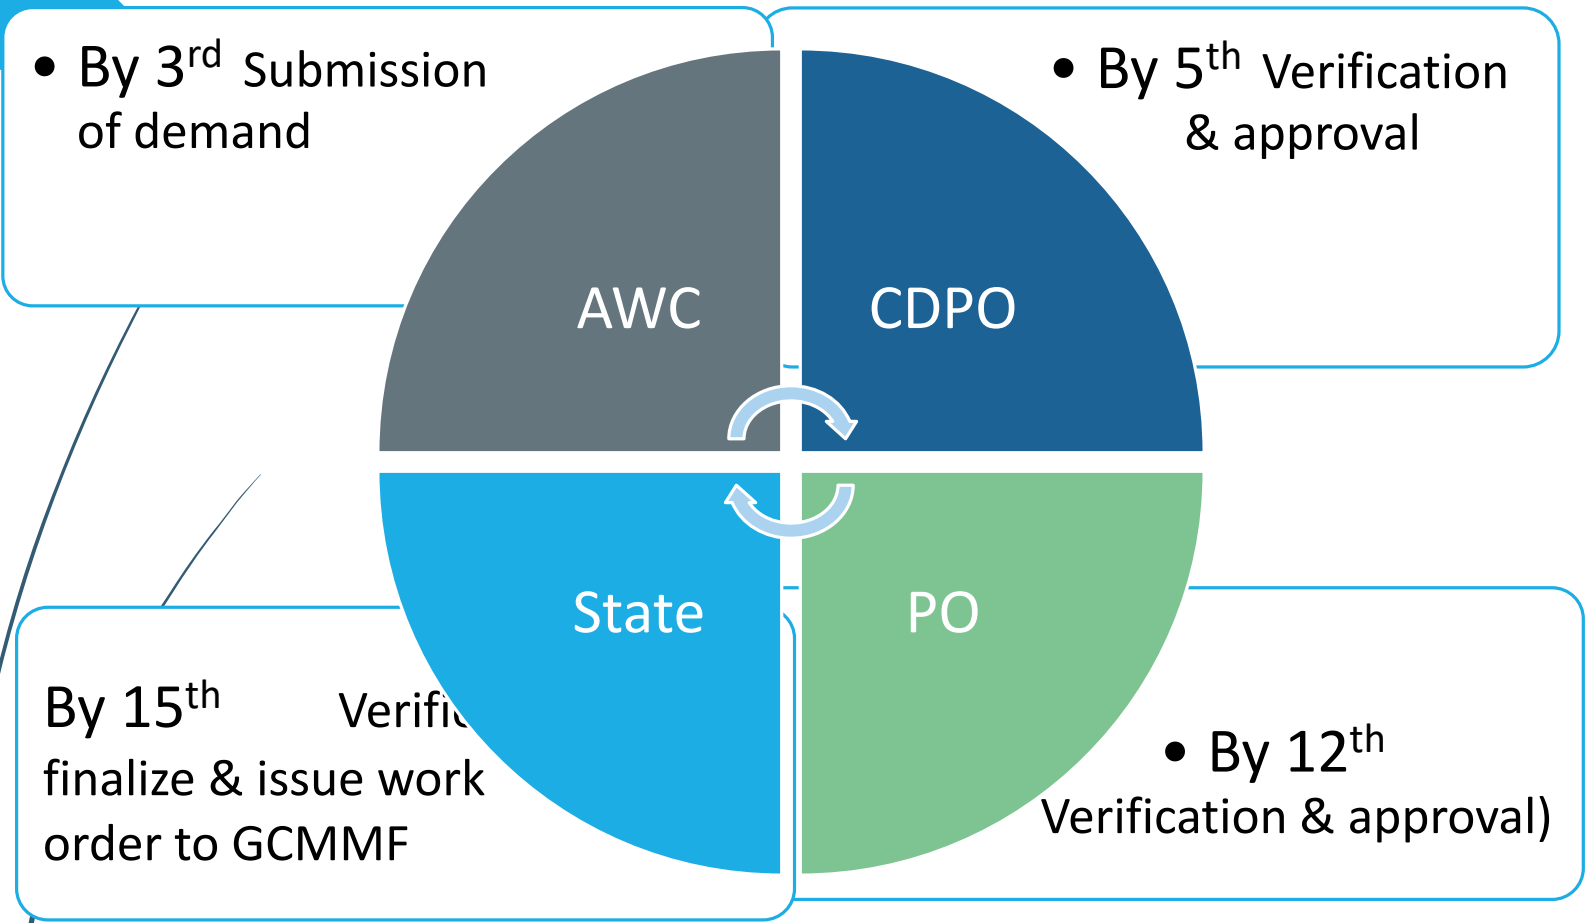 • By 3rd Submission
of demand
• By 5th Verification
& approval
AWC
CDPO
State
PO
By 15th
finalize & issue work
order to GCMMF
• By 12th
Verification & approval)